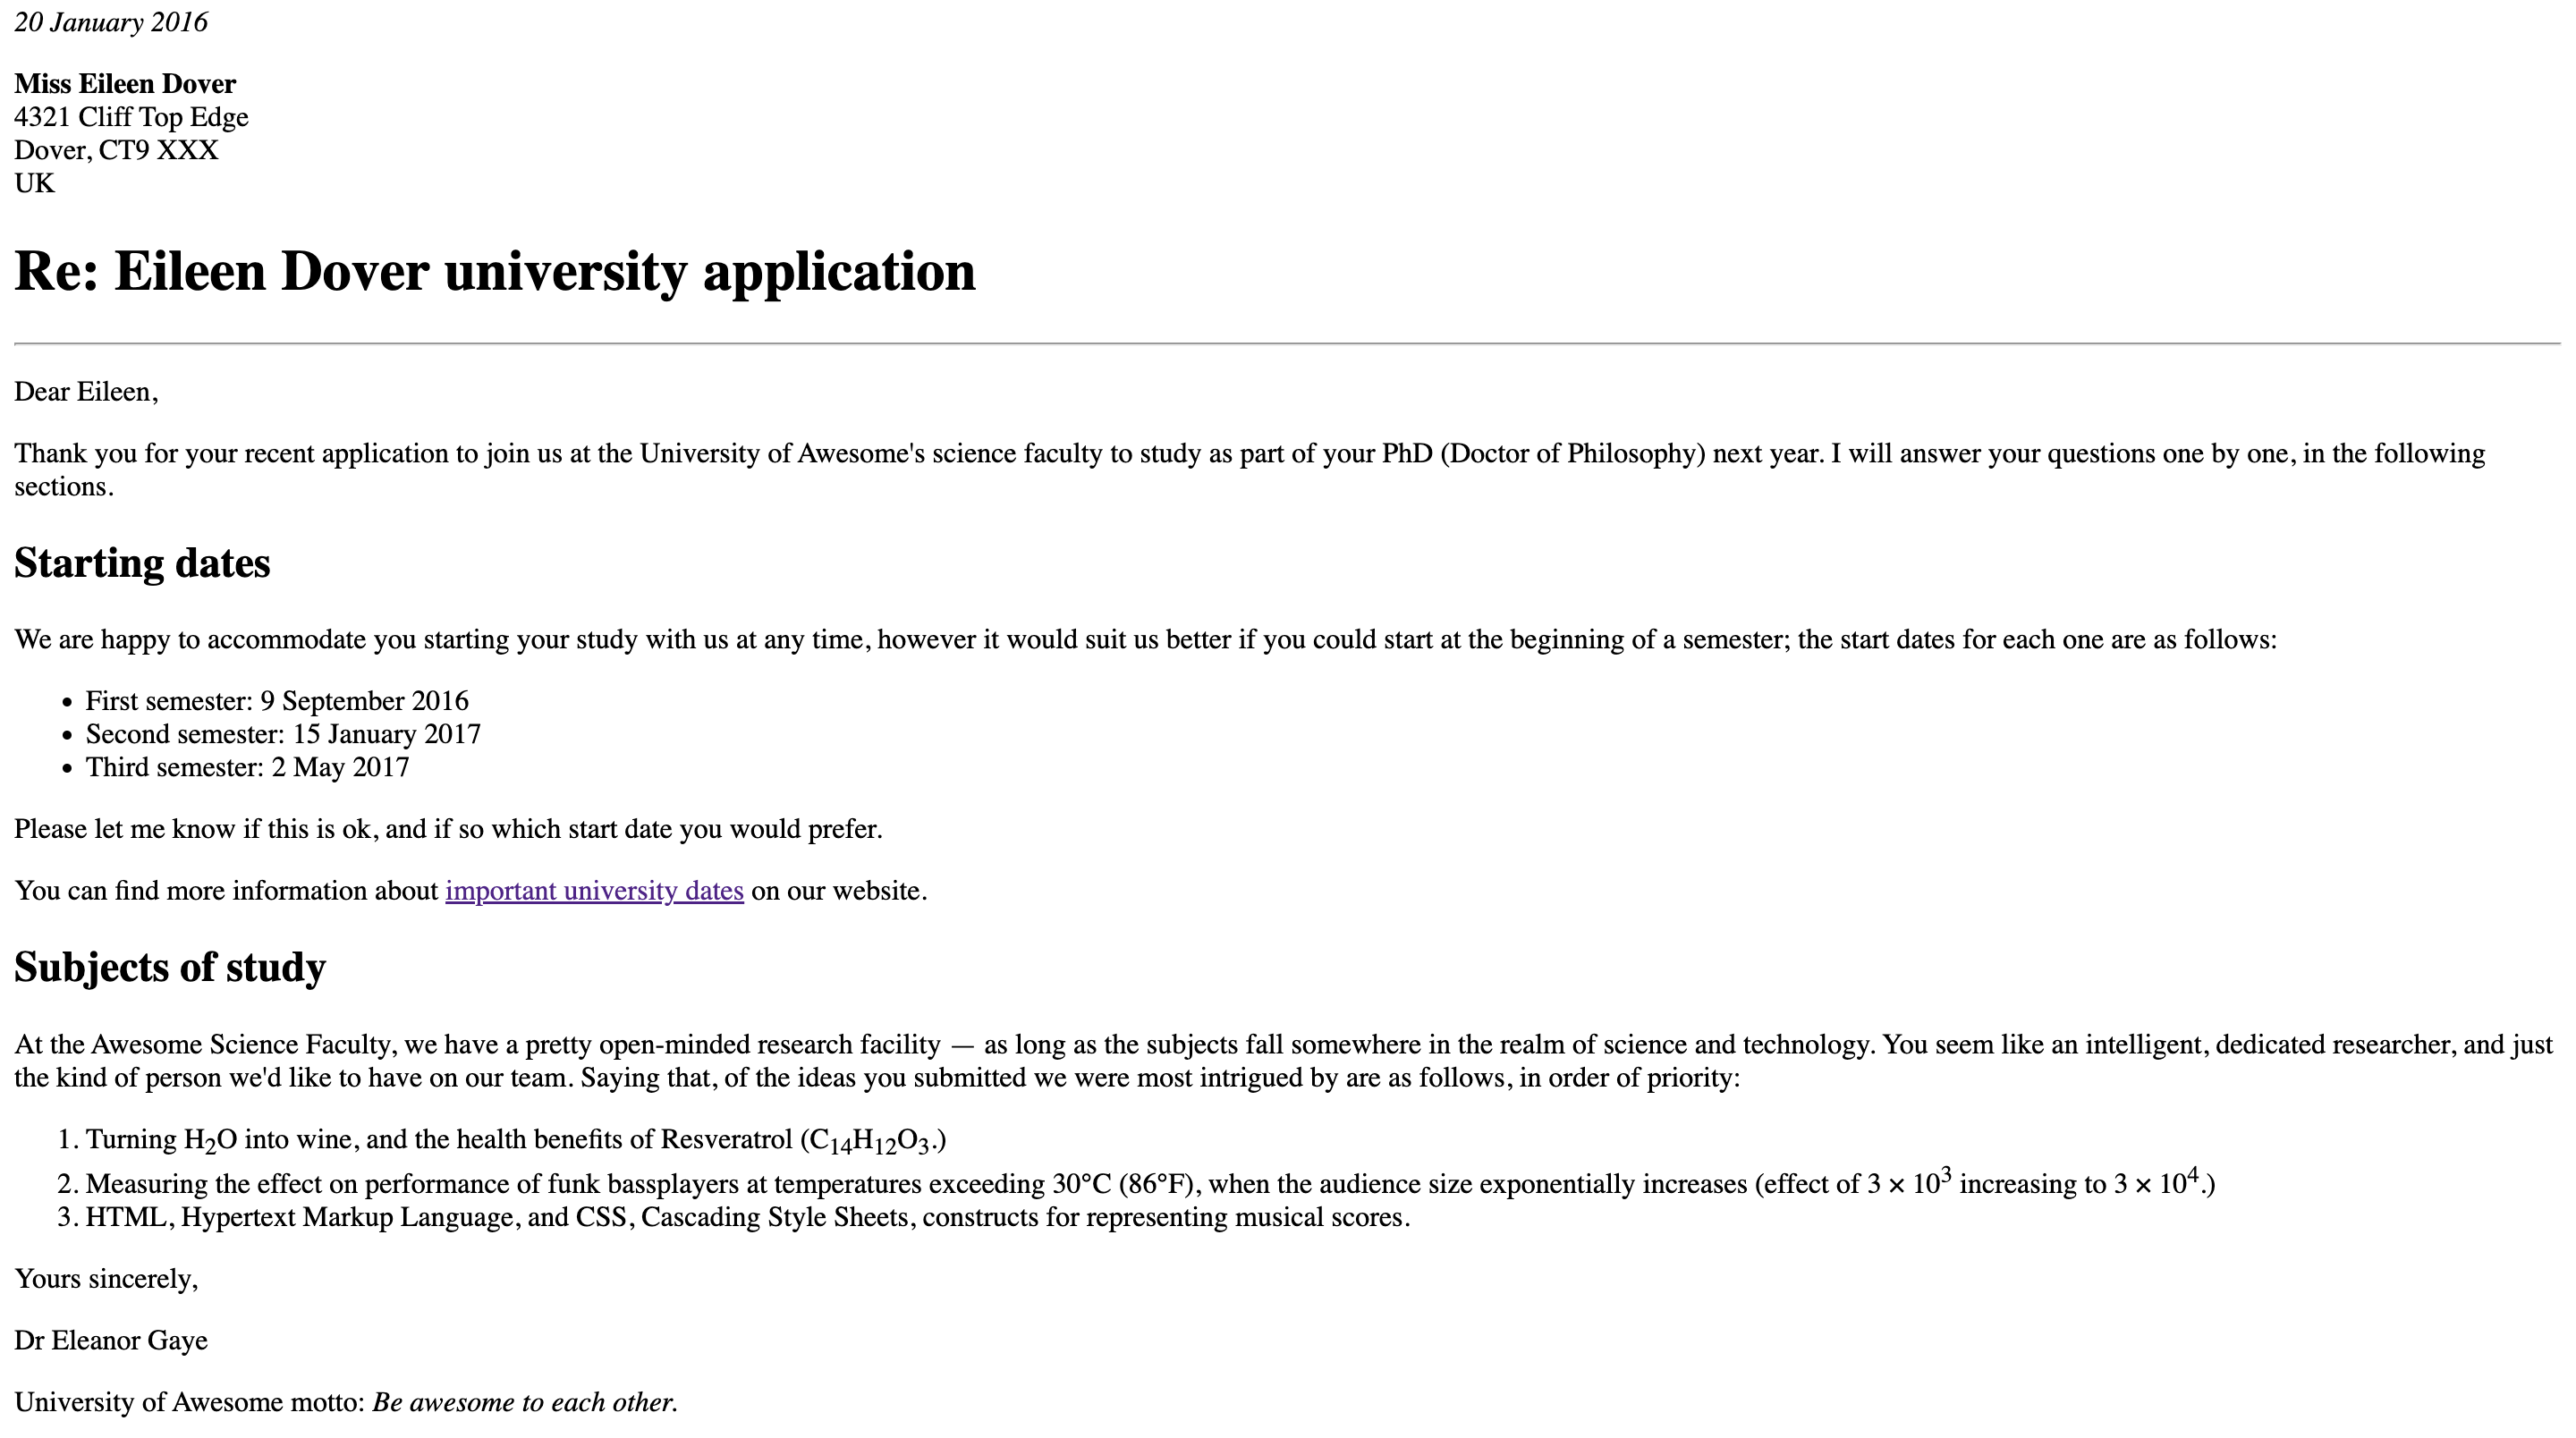 20 January 2016
Miss Eileen Dover
4321 Cliff Top Edge
Dover, CT9 XXX
UK
Re: Eileen Dover university application
Dear Eileen,
Thank you for your recent application to join us at the University of Awesome's science faculty to study as part of your PhD (Doctor of Philosophy) next year. I will answer your questions one by one, in the following
sections.
Starting dates
We are happy to accommodate you starting your study with us at any time, however it would suit us better if you could start at the beginning of a semester; the start dates for each one are as follows:
• First semester: 9 September 2016
• Second semester: 15 January 2017
• Third semester: 2 May 2017
Please let me know if this is ok, and if so which start date you would prefer.
You can find more information about important university dates on our website.
Subjects of study
At the Awesome Science Faculty, we have a pretty open-minded research facility — as long as the subjects fall somewhere in the realm of science and technology. You seem like an intelligent, dedicated researcher, and just
the kind of person we'd like to have on our team. Saying that, of the ideas you submitted we were most intrigued by are as follows, in order of priority:
1. Turning H₂O into wine, and the health benefits of Resveratrol (C₁₄H₁₂O₃.)
2. Measuring the effect on performance of funk bassplayers at temperatures exceeding 30°C (86°F), when the audience size exponentially increases (effect of 3 × 10³ increasing to 3 × 10⁴.)
3. HTML, Hypertext Markup Language, and CSS, Cascading Style Sheets, constructs for representing musical scores.
Yours sincerely,
Dr Eleanor Gaye
University of Awesome motto: Be awesome to each other.